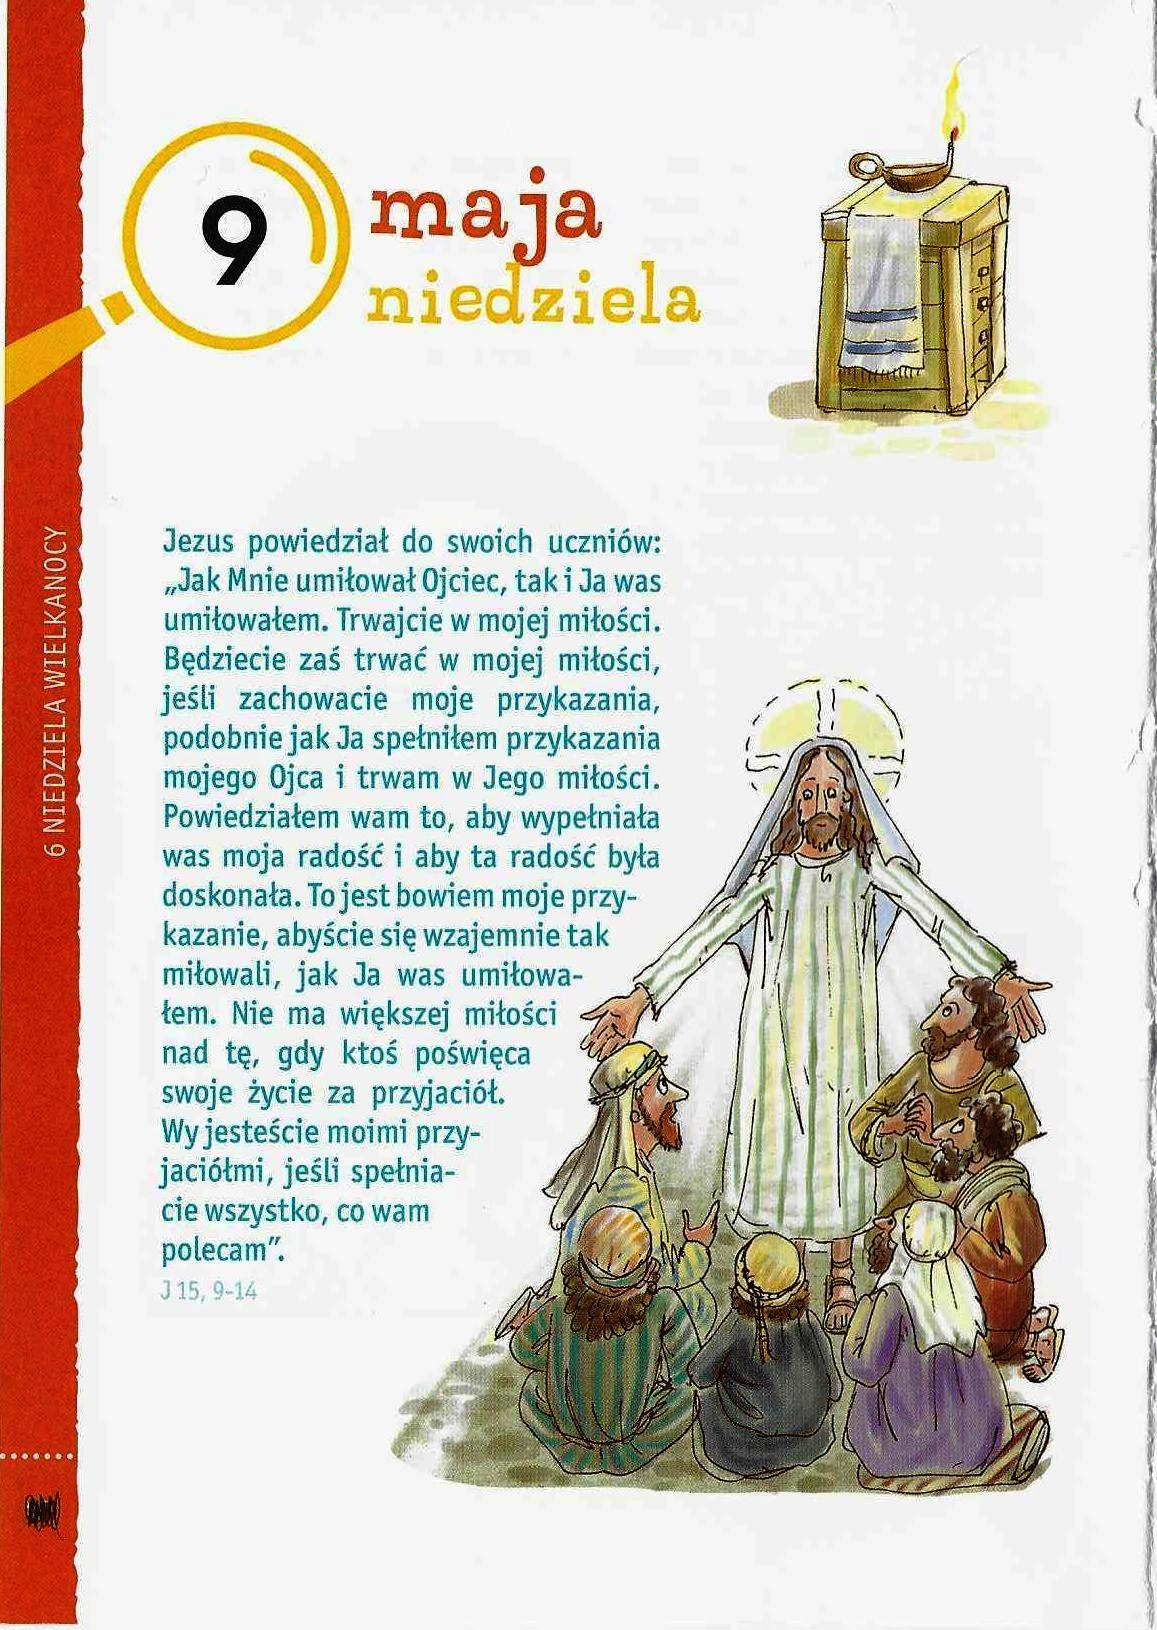 9
maja
niedziela
6 NIEDZIELA WIELKANOCY
Jezus powiedział do swoich uczniów:
„Jak Mnie umiłował Ojciec, tak i Ja was
umiłowałem. Trwajcie w mojej miłości.
Będziecie zaś trwać w mojej miłości,
jeśli zachowacie moje przykazania,
podobnie jak Ja spełniłem przykazania
mojego Ojca i trwam w Jego miłości.
Powiedziałem wam to, aby wypełniała
was moja radość i aby ta radość była
doskonała. To jest bowiem moje przy-
kazanie, abyście się wzajemnie tak
miłowali, jak Ja was umiłowa-
łem. Nie ma większej miłości
nad tę, gdy ktoś poświęca
swoje życie za przyjaciół.
Wy jesteście moimi przy-
jaciółmi, jeśli spełnia-
cie wszystko, co wam
polecam”.
J 15, 9-14